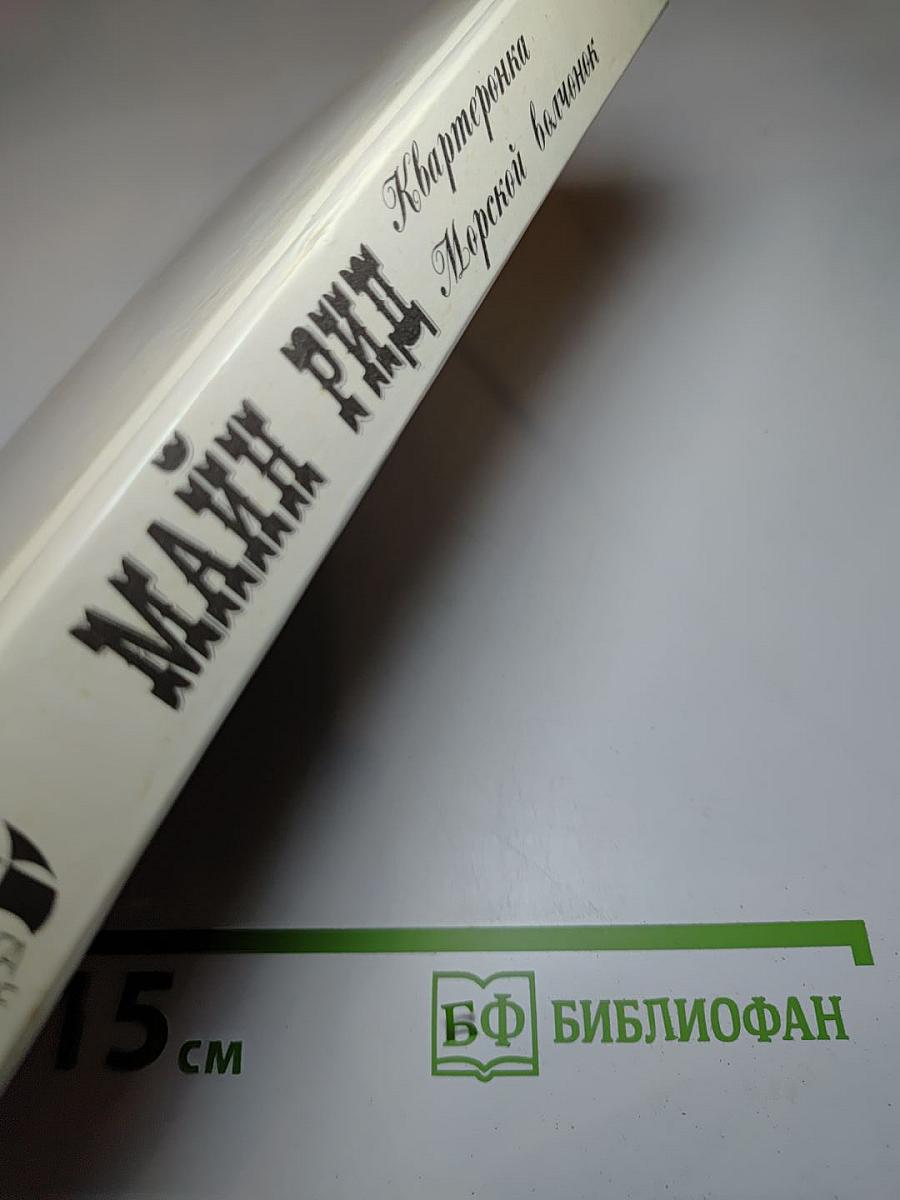 МАЙН РИД
Квартеронка
Морской волчонок
15 см
БФ БИБЛИОФАН